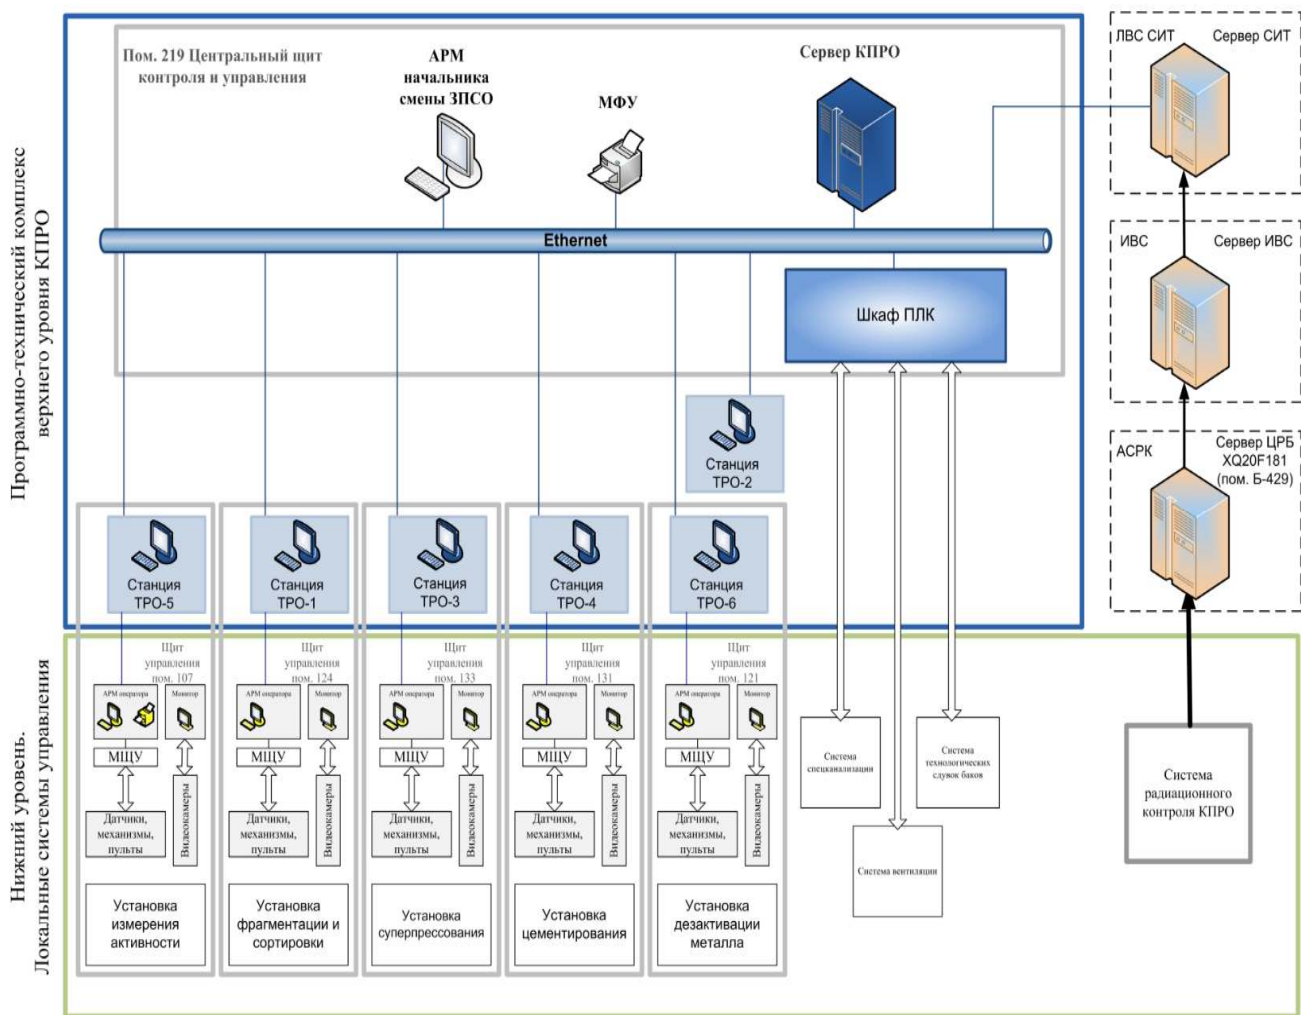 Программно-технический комплекс
верхнего уровня КПРО
Пом. 219 Центральный щит
контроля и управления
АРМ
начальника
смены ЗПСО
МФУ
Сервер КПРО
Ethernet
Шкаф ПЛК
Станция
ТРО-2
Станция
ТРО-5
Станция
ТРО-1
Станция
ТРО-3
Станция
ТРО-4
Станция
ТРО-6
ЛВС СИТ
Сервер СИТ
ИВС
Сервер ИВС
АСРК
Сервер ЦРБ
XQ20F181
(пом. Б-429)
Нижний уровень.
Локальные системы управления
Щит
управления
пом. 107
АРМ оператора
Монитор
МЩУ
Датчики,
механизмы,
пульты
Видеокамеры
Установка
измерения
активности
Щит
управления
пом. 124
АРМ оператора
Монитор
МЩУ
Датчики,
механизмы,
пульты
Видеокамеры
Установка
фрагментации и
сортировки
Щит
управления
пом. 133
АРМ оператора
Монитор
МЩУ
Датчики,
механизмы,
пульты
Видеокамеры
Установка
суперпрессования
Щит
управления
пом. 131
АРМ оператора
Монитор
МЩУ
Датчики,
механизмы,
пульты
Видеокамеры
Установка
цементирования
Щит
управления
пом. 121
АРМ оператора
Монитор
МЩУ
Датчики,
механизмы,
пульты
Видеокамеры
Установка
дезактивации
металла
Система
спецканализации
Система
технологических
сдувок баков
Система вентиляции
Система
радиационного
контроля КПРО